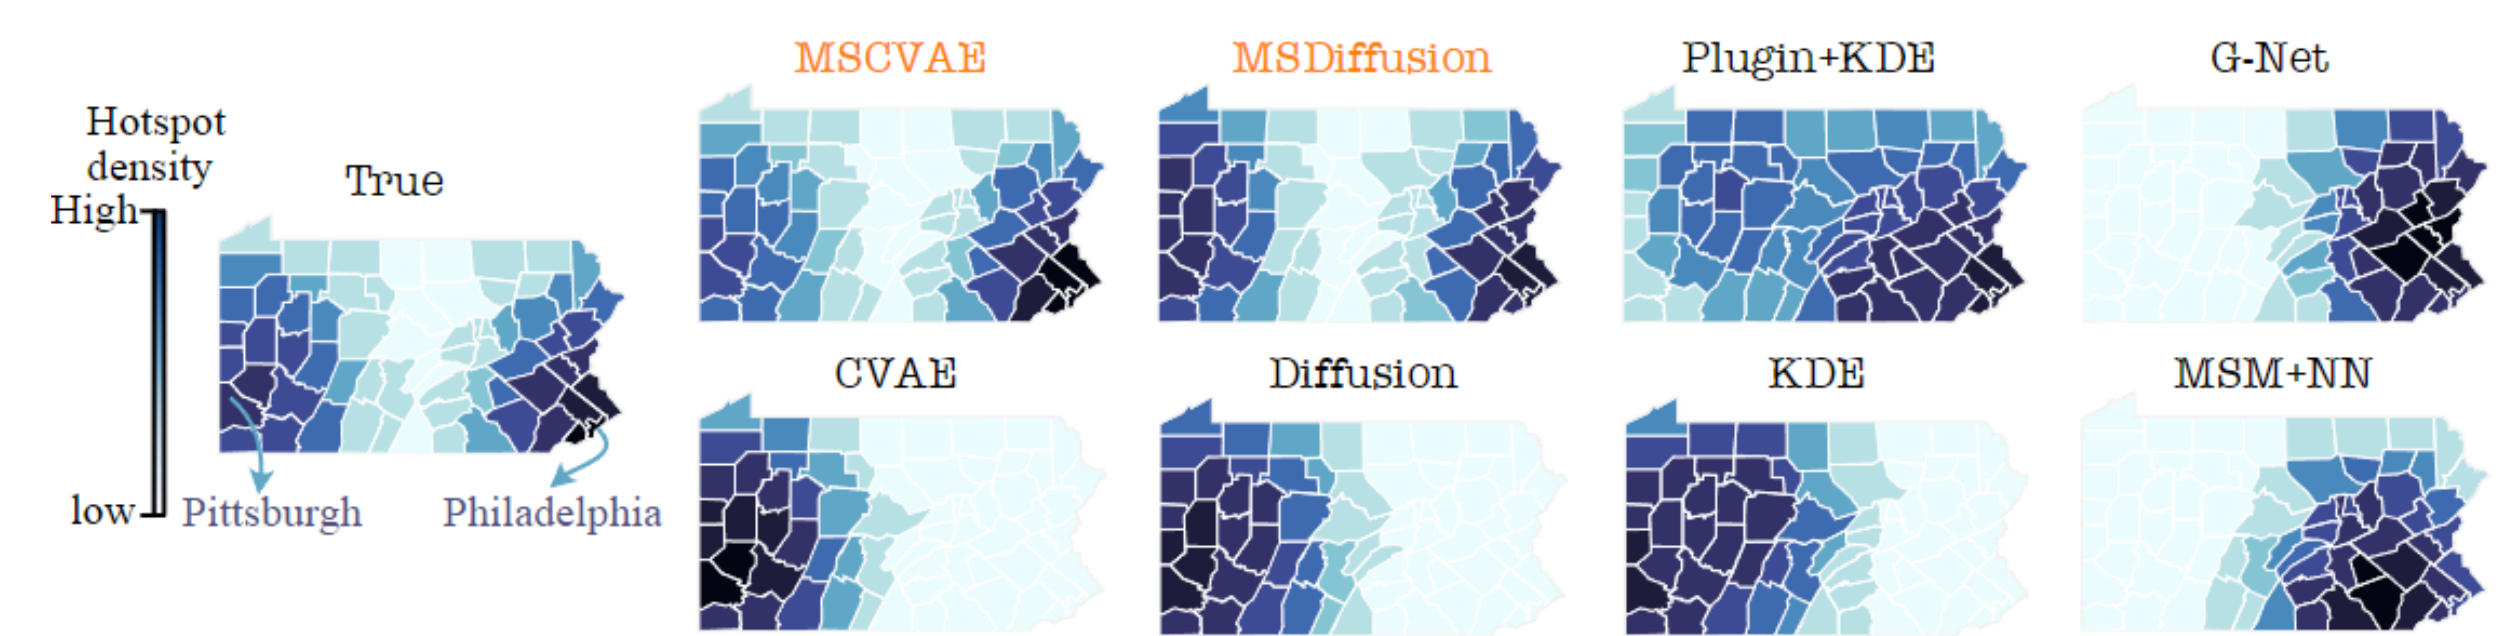 Hotspot
density
High
low
True
Pittsburgh
Philadelphia
MSCVAE
MSDiffusion
Plugin+KDE
G-Net
CVAE
Diffusion
KDE
MSM+NN